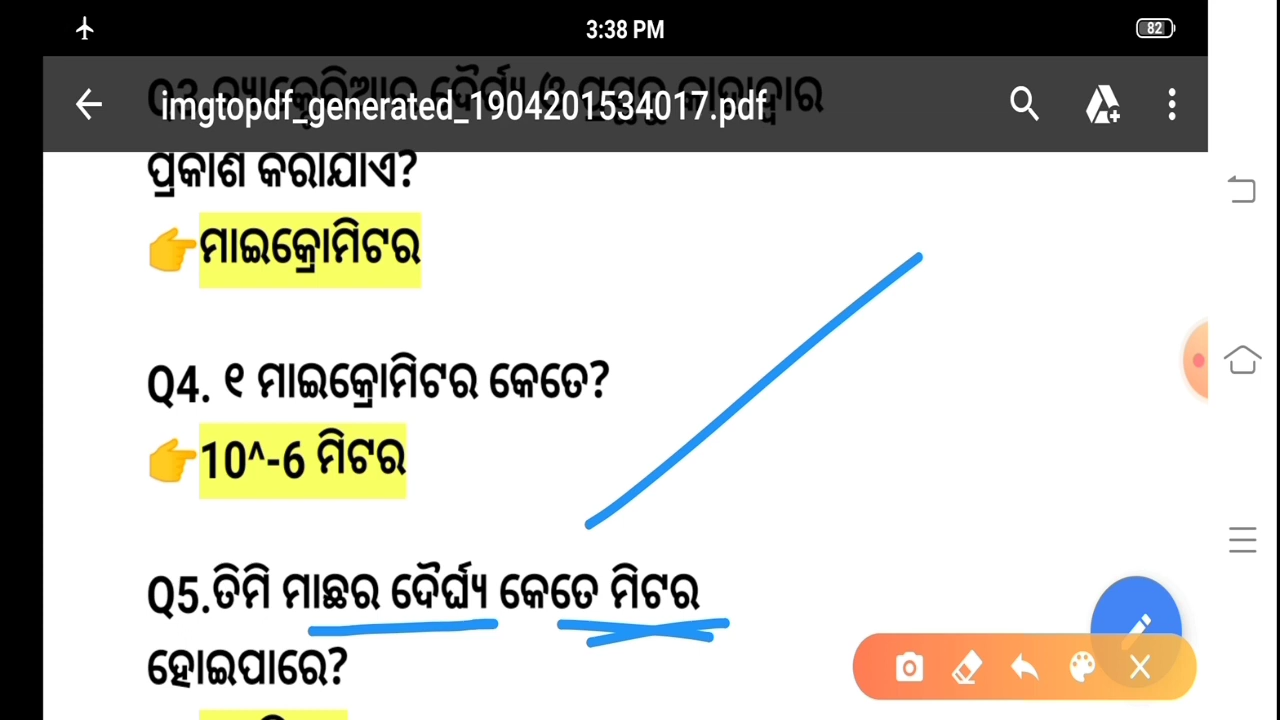 3:38 PM
82
imgtopdf_generated_1904201534017.pdf
ପ୍ରକାଶ କରାଯାଏ?
👉ମାଇକ୍ରୋମିଟର
Q4. ୧ ମାଇକ୍ରୋମିଟର କେତେ?
👉10^-6 ମିଟର
Q5.ତିମି ମାଛର ଦୈର୍ଘ୍ୟ କେତେ ମିଟର
ହୋଇପାରେ?